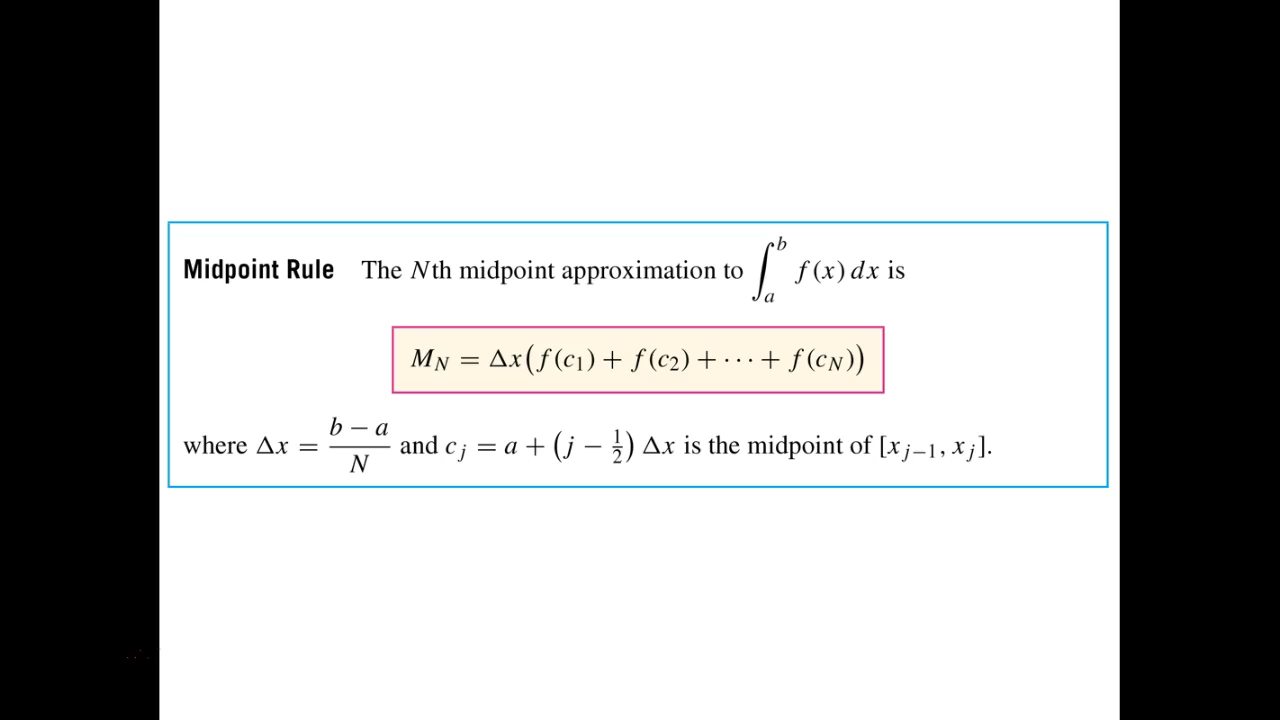 Midpoint Rule The Nth midpoint approximation to ∫_a^b f(x) dx is
M_N = Δx(f(c_1) + f(c_2) + ⋯ + f(c_N))
where Δx = (b − a)/N and c_j = a + (j − 1/2) Δx is the midpoint of [x_{j−1}, x_j].